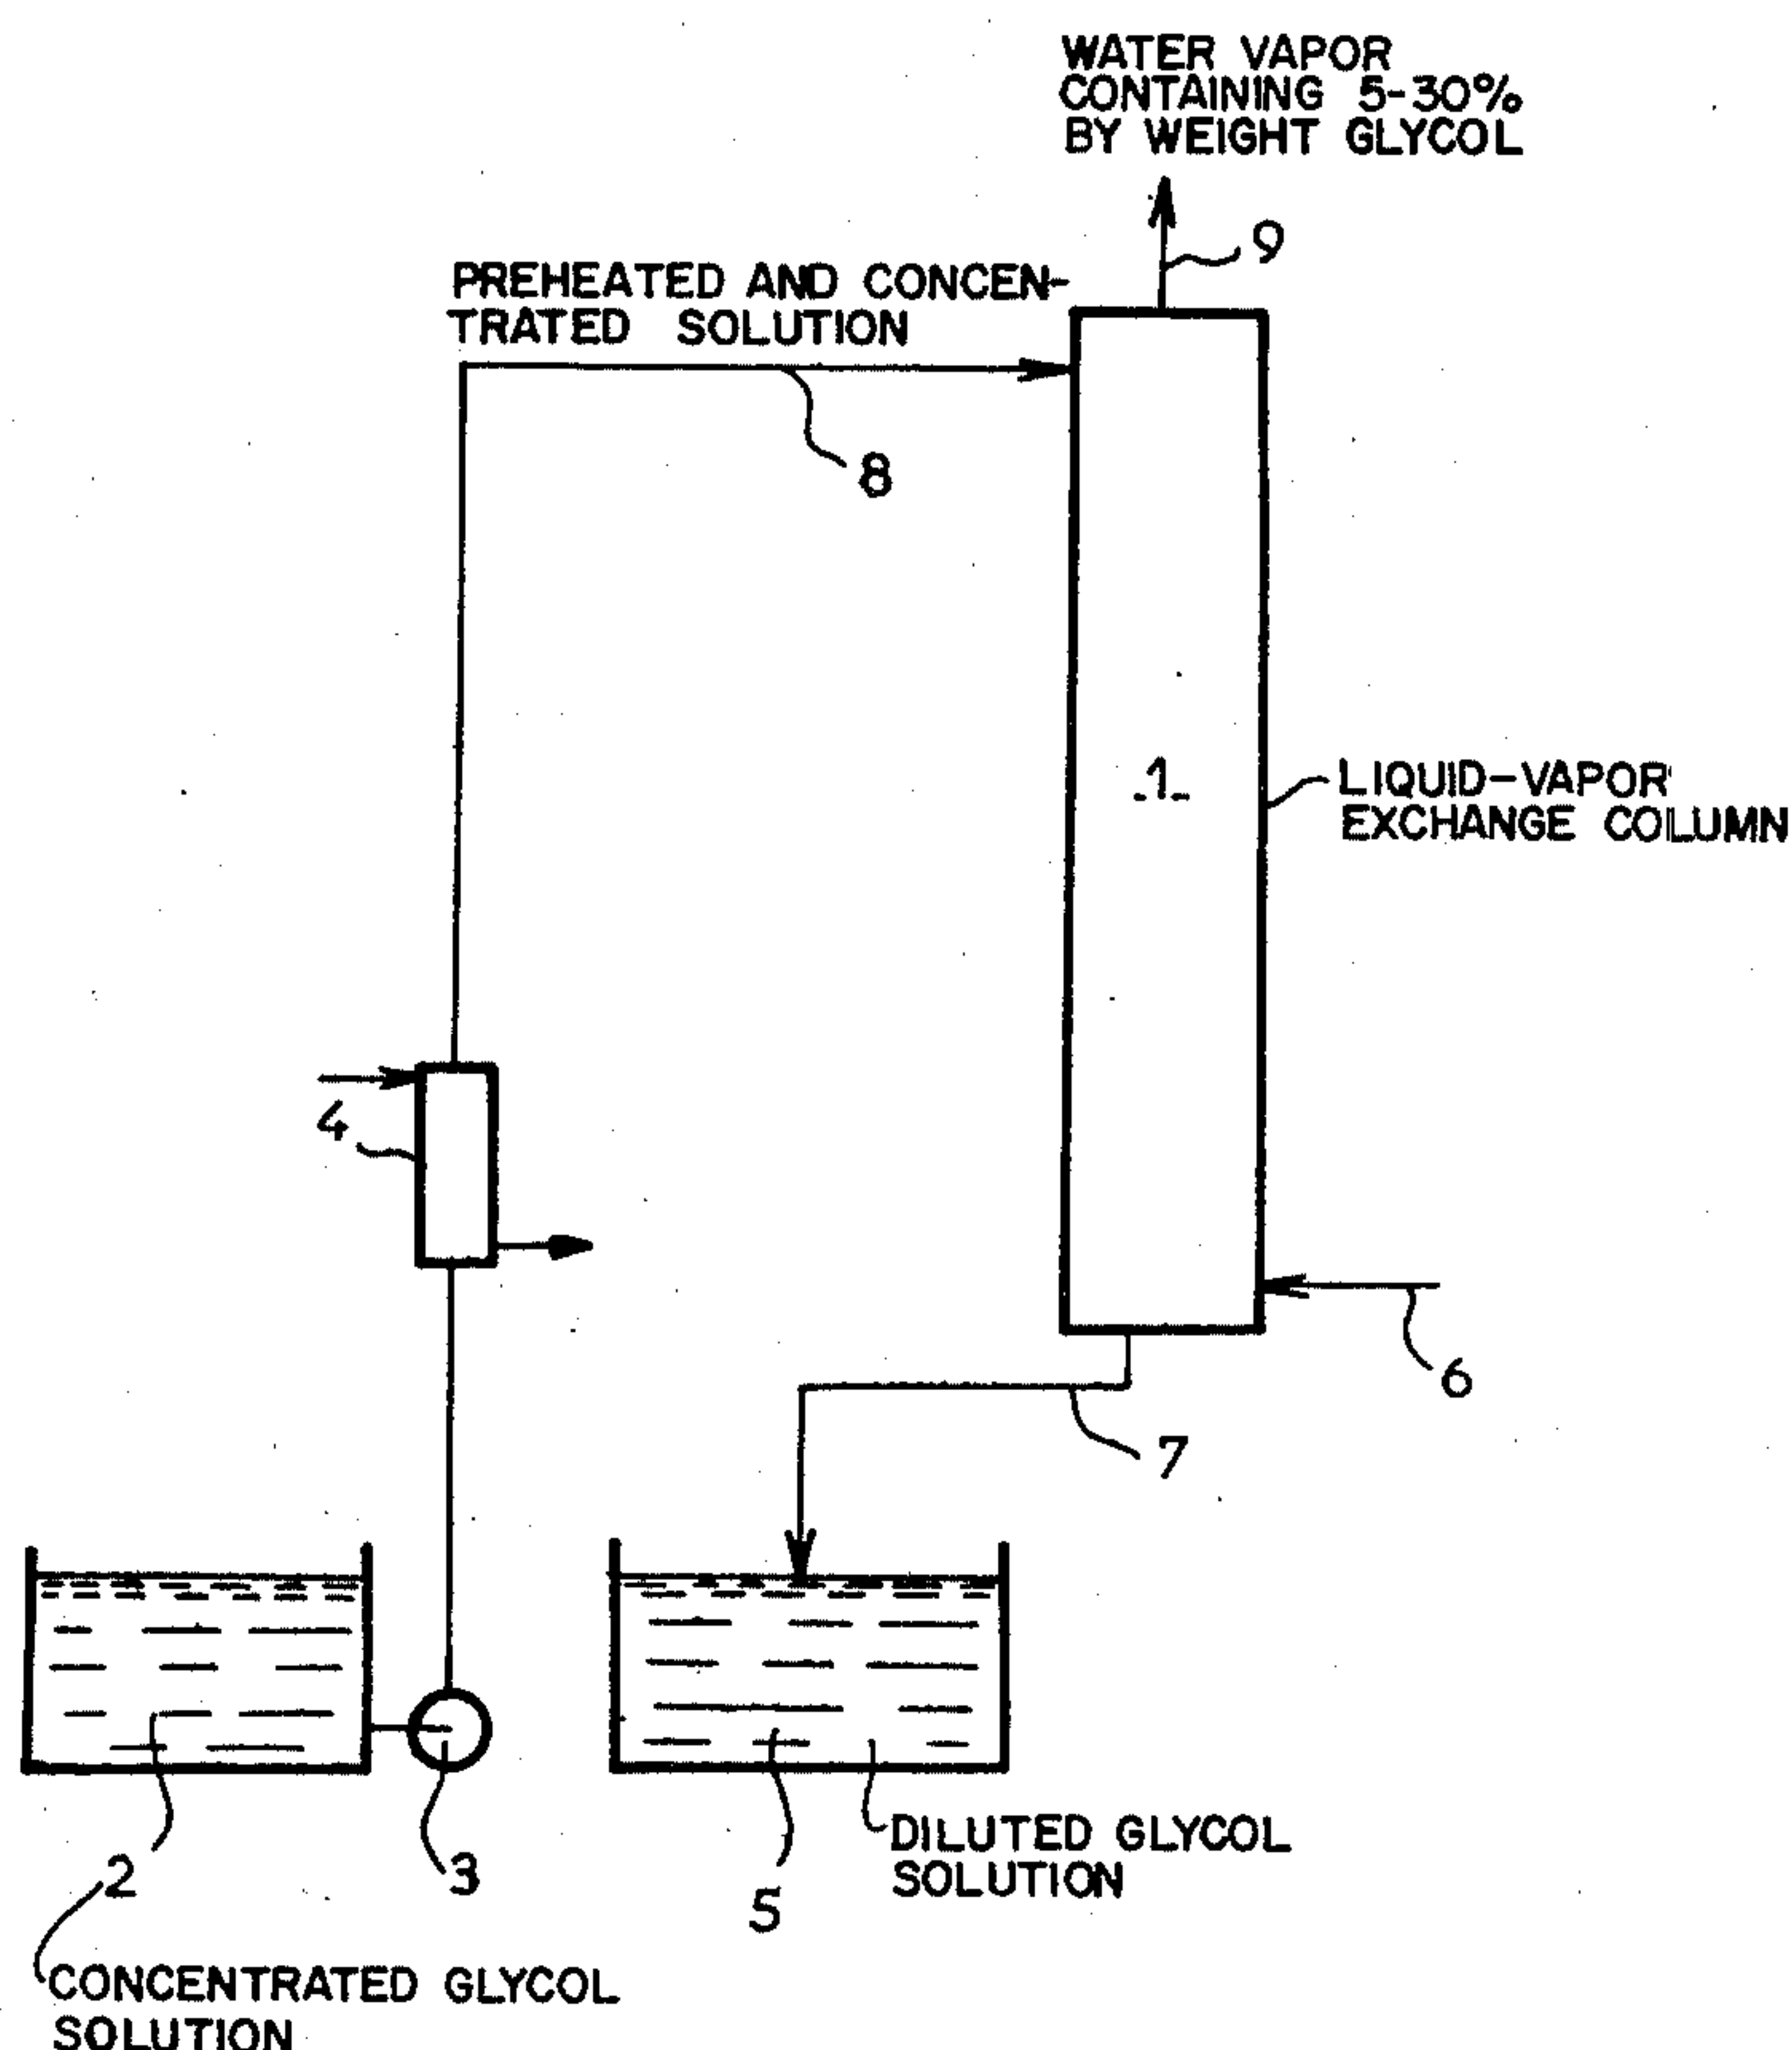 WATER VAPOR
CONTAINING 5-30%
BY WEIGHT GLYCOL
9
PREHEATED AND CONCEN-
TRATED SOLUTION
8
1
LIQUID-VAPOR
EXCHANGE COLUMN
4
6
7
2
3
5
DILUTED GLYCOL
SOLUTION
CONCENTRATED GLYCOL
SOLUTION